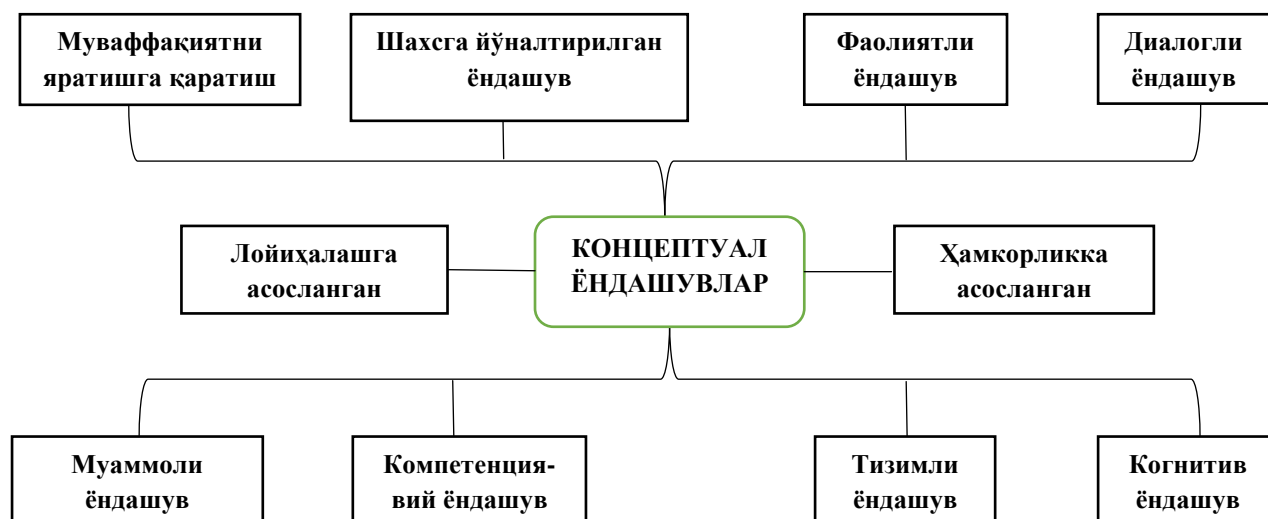 Муваффақиятни
яратишга қаратиш
Шахсга йўналтирилган
ёндашув
Фаолиятли
ёндашув
Диалогли
ёндашув
Лойиҳалашга
асосланган
КОНЦЕПТУАЛ
ЁНДАШУВЛАР
Ҳамкорликка
асосланган
Муаммоли
ёндашув
Компетенция-
вий ёндашув
Тизимли
ёндашув
Когнитив
ёндашув